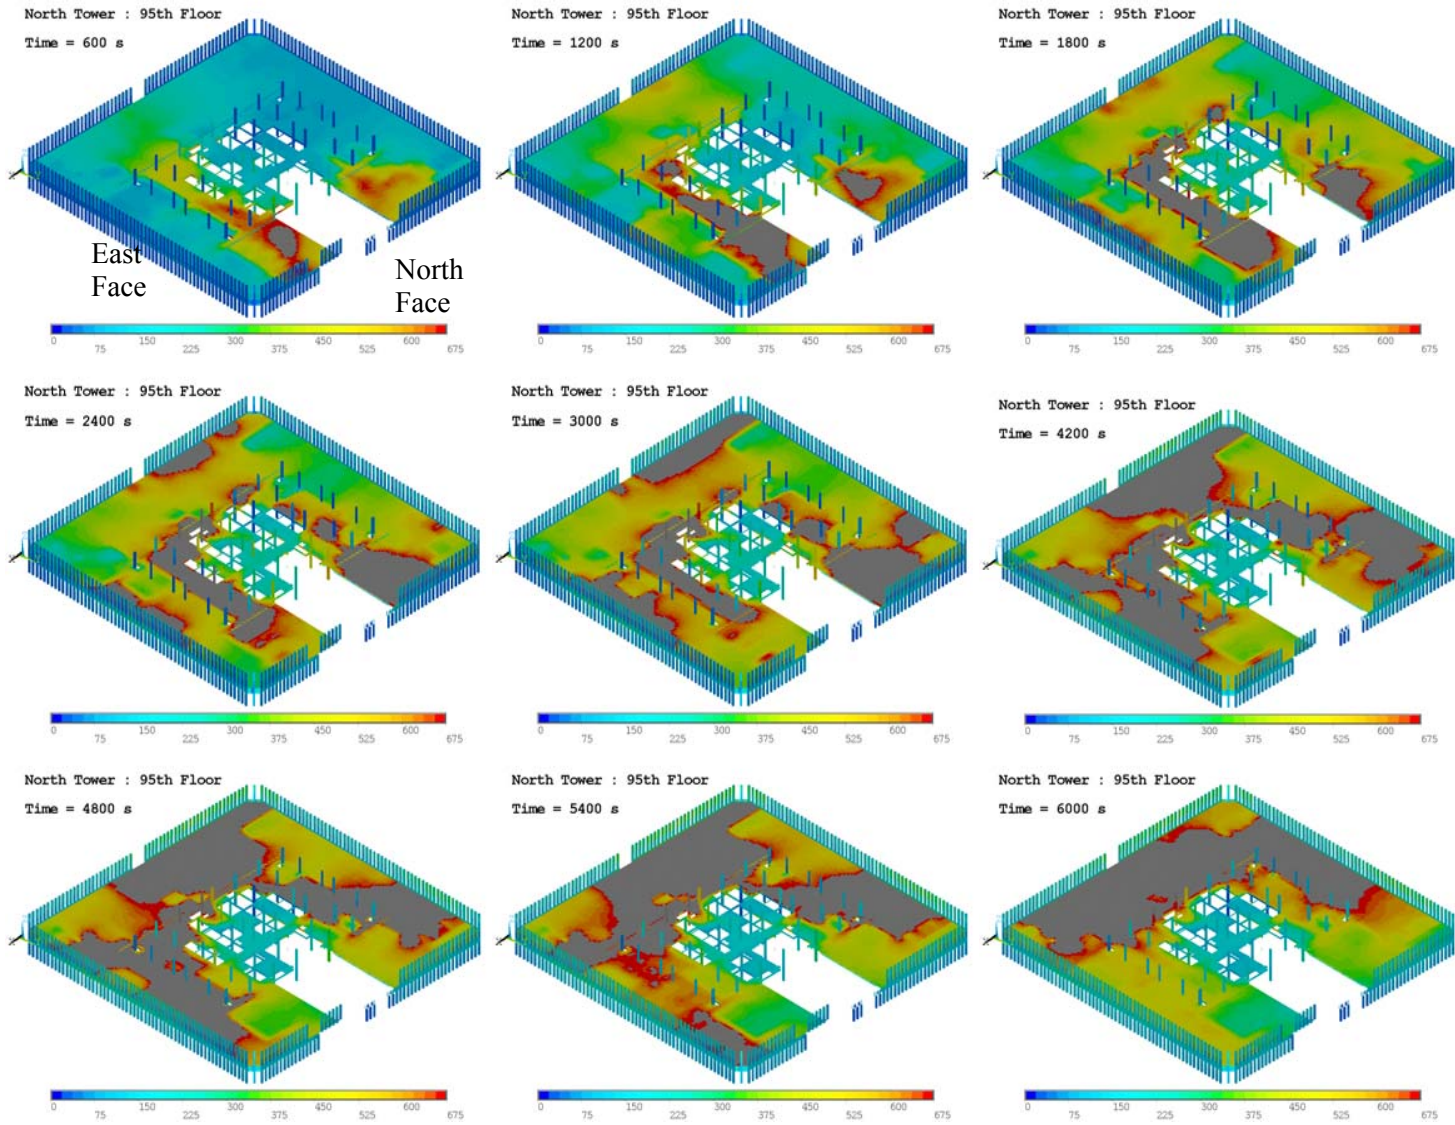 North Tower : 95th Floor
Time = 600 s
North Tower : 95th Floor
Time = 1200 s
North Tower : 95th Floor
Time = 1800 s
East
Face
North
Face
0 150 300 450 600
75 225 375 525 675
0 150 300 450 600
75 225 375 525 675
0 150 300 450 600
75 225 375 525 675
North Tower : 95th Floor
Time = 2400 s
North Tower : 95th Floor
Time = 3000 s
North Tower : 95th Floor
Time = 4200 s
0 150 300 450 600
75 225 375 525 675
0 150 300 450 600
75 225 375 525 675
0 150 300 450 600
75 225 375 525 675
North Tower : 95th Floor
Time = 4800 s
North Tower : 95th Floor
Time = 5400 s
North Tower : 95th Floor
Time = 6000 s
0 150 300 450 600
75 225 375 525 675
0 150 300 450 600
75 225 375 525 675
0 150 300 450 600
75 225 375 525 675